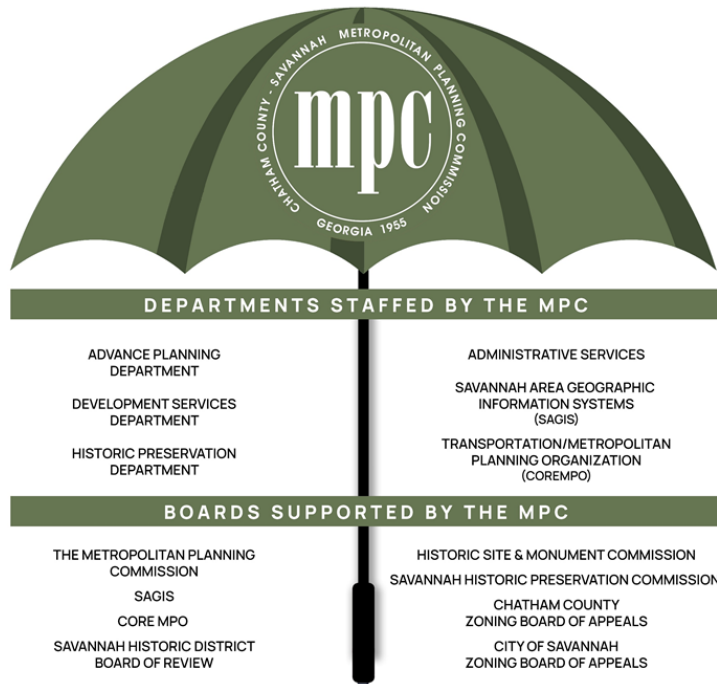 CHATHAM COUNTY - SAVANNAH METROPOLITAN PLANNING COMMISSION
mpc
GEORGIA 1955
DEPARTMENTS STAFFED BY THE MPC
ADVANCE PLANNING
DEPARTMENT
DEVELOPMENT SERVICES
DEPARTMENT
HISTORIC PRESERVATION
DEPARTMENT
ADMINISTRATIVE SERVICES
SAVANNAH AREA GEOGRAPHIC
INFORMATION SYSTEMS
(SAGIS)
TRANSPORTATION/METROPOLITAN
PLANNING ORGANIZATION
(COREMPO)
BOARDS SUPPORTED BY THE MPC
THE METROPOLITAN PLANNING
COMMISSION
SAGIS
CORE MPO
SAVANNAH HISTORIC DISTRICT
BOARD OF REVIEW
HISTORIC SITE & MONUMENT COMMISSION
SAVANNAH HISTORIC PRESERVATION COMMISSION
CHATHAM COUNTY
ZONING BOARD OF APPEALS
CITY OF SAVANNAH
ZONING BOARD OF APPEALS